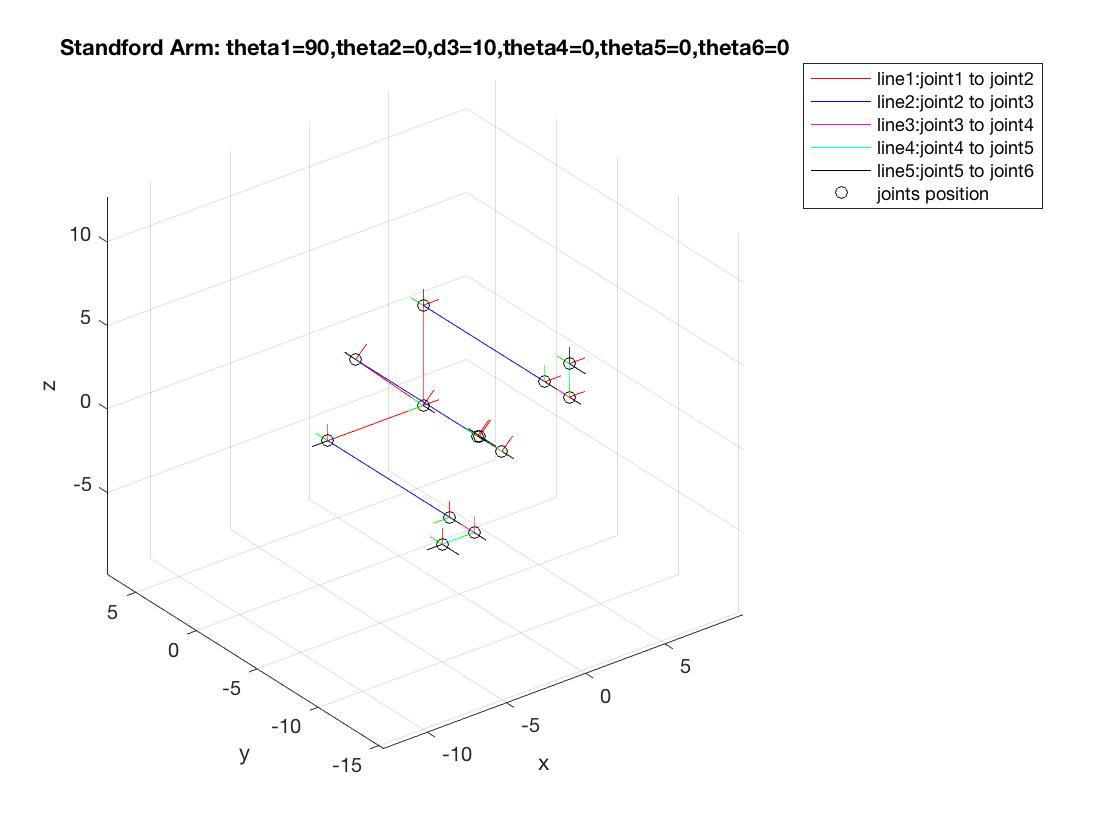 Standford Arm: theta1=90,theta2=0,d3=10,theta4=0,theta5=0,theta6=0
line1:joint1 to joint2
line2:joint2 to joint3
line3:joint3 to joint4
line4:joint4 to joint5
line5:joint5 to joint6
joints position
10
5
0
-5
z
5
0
-5
-10
-15
y
-10
-5
0
5
x